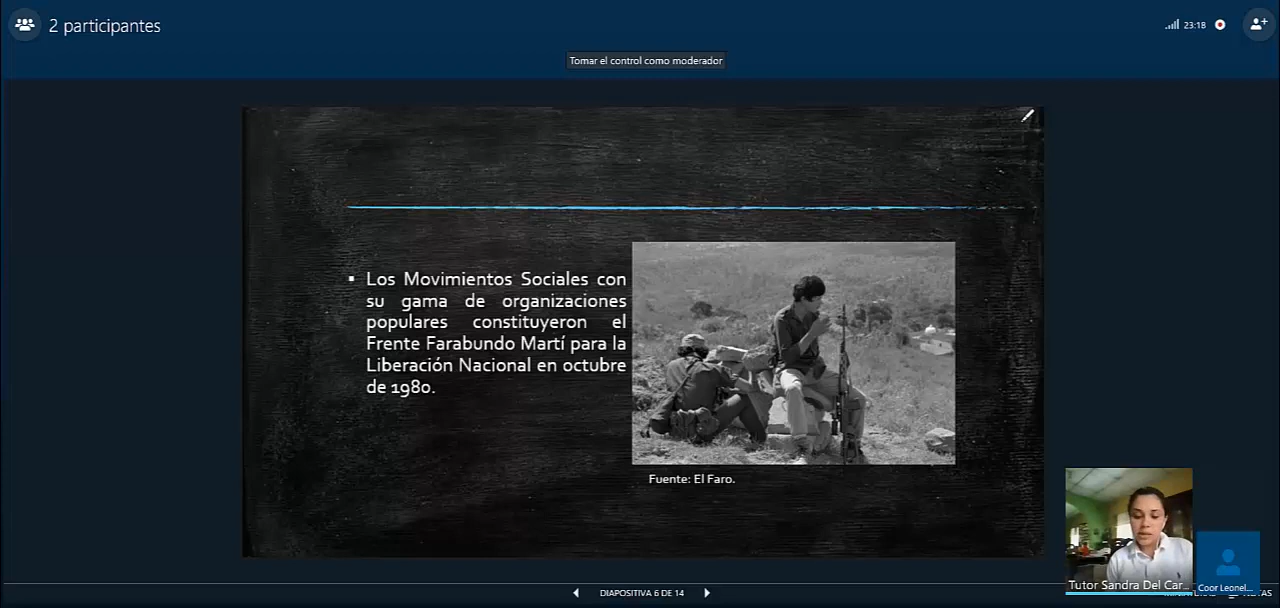 2 participantes
23:18
Tomar el control como moderador
Los Movimientos Sociales con
su gama de organizaciones
populares constituyeron el
Frente Farabundo Martí para la
Liberación Nacional en octubre
de 1980.
Fuente: El Faro.
Tutor Sandra Del Car...
Coor Leonel...
NOTAS
DIAPOSITIVA 6 DE 14